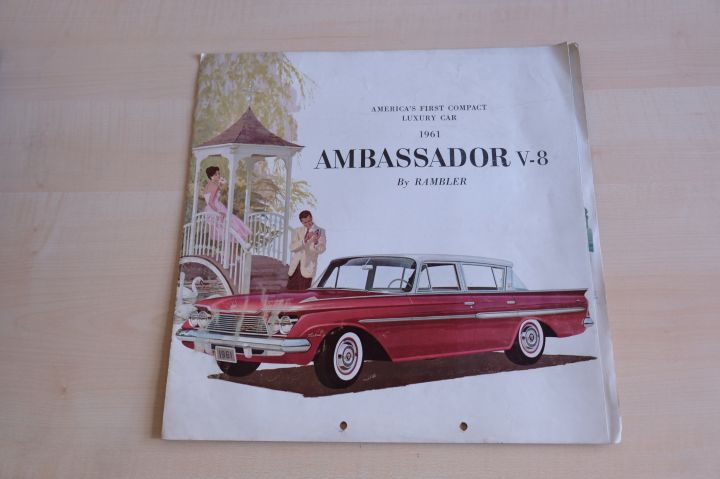 AMERICA'S FIRST COMPACT
LUXURY CAR
1961
AMBASSADOR V-8
By RAMBLER
1961